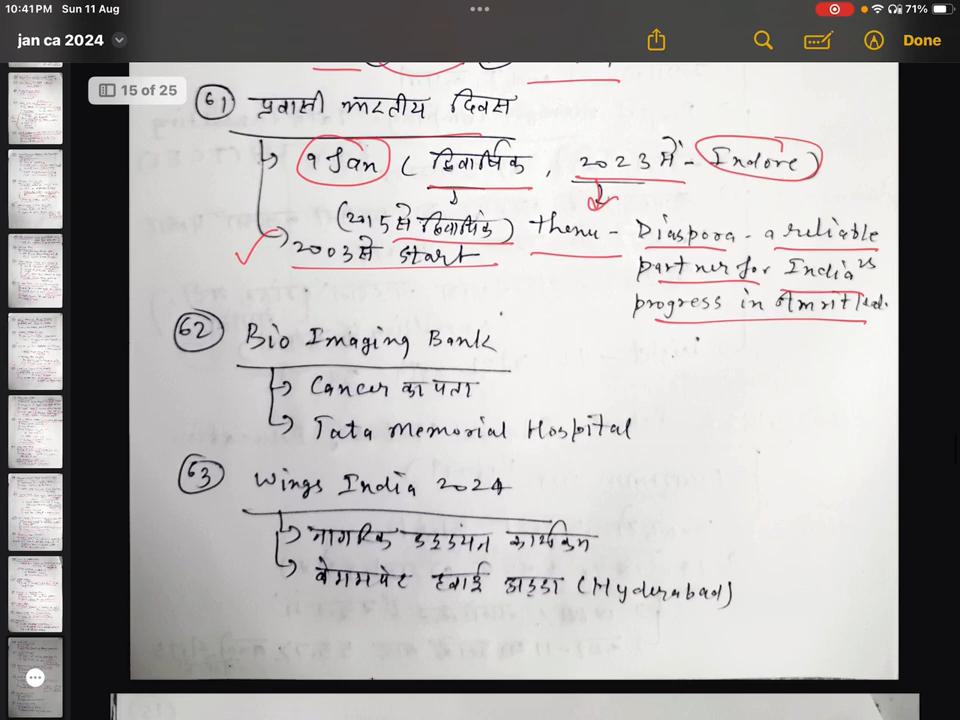 10:41 PM Sun 11 Aug
71%
jan ca 2024
Done
15 of 25
61 प्रवासी भारतीय दिवस
9 Jan ( द्विवार्षिक , 2023 में - Indore )
(2015 से द्विवार्षिक) theme - Diaspora - a reliable
2003 से start
partner for India's
progress in Amrit
62 Bio Imaging Bank
Cancer का पता
Tata Memorial Hospital
63 Wings India 2024
नागरिक उड्डयन कार्यक्रम
बेगमपेट हवाई अड्डा (Hyderabad)